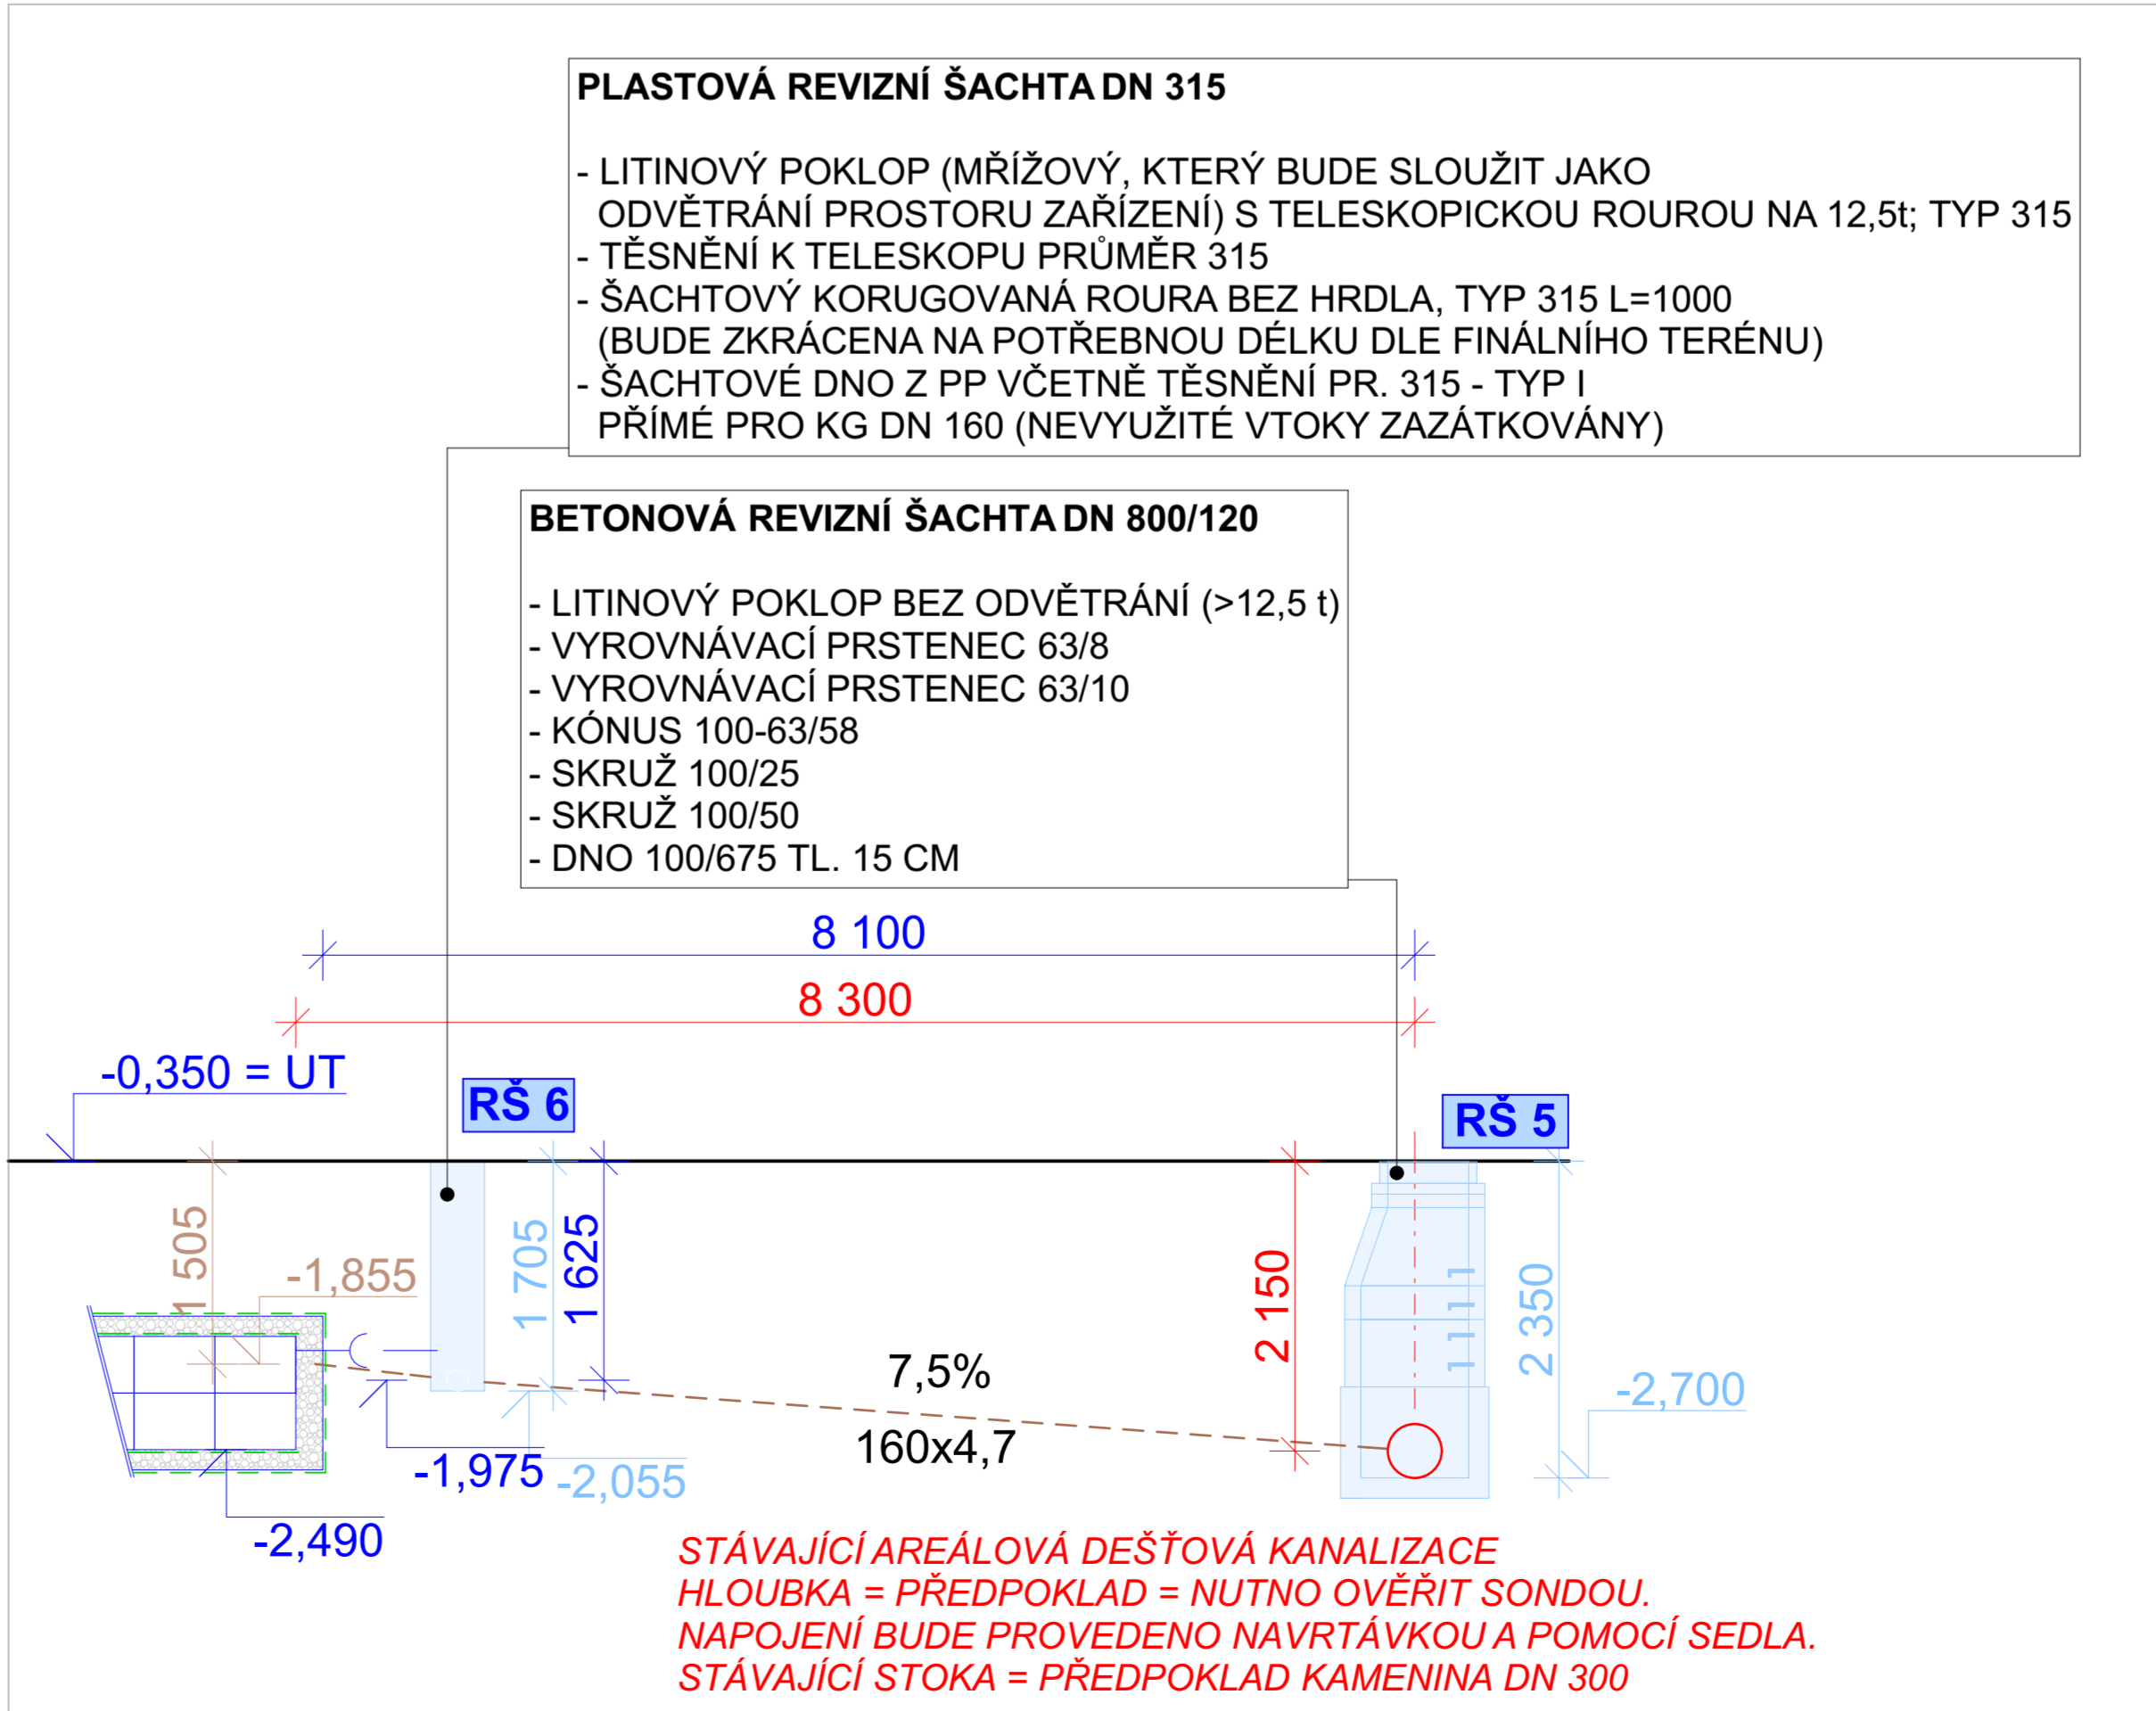 PLASTOVÁ REVIZNÍ ŠACHTA DN 315
- LITINOVÝ POKLOP (MŘÍŽOVÝ, KTERÝ BUDE SLOUŽIT JAKO
ODVĚTRÁNÍ PROSTORU ZAŘÍZENÍ) S TELESKOPICKOU ROUROU NA 12,5t; TYP 315
- TĚSNĚNÍ K TELESKOPU PRŮMĚR 315
- ŠACHTOVÝ KORUGOVANÁ ROURA BEZ HRDLA, TYP 315 L=1000
(BUDE ZKRÁCENA NA POTŘEBNOU DÉLKU DLE FINÁLNÍHO TERÉNU)
- ŠACHTOVÉ DNO Z PP VČETNĚ TĚSNĚNÍ PR. 315 - TYP I
PŘÍMÉ PRO KG DN 160 (NEVYUŽITÉ VTOKY ZAZÁTKOVÁNY)
BETONOVÁ REVIZNÍ ŠACHTA DN 800/120
- LITINOVÝ POKLOP BEZ ODVĚTRÁNÍ (>12,5 t)
- VYROVNÁVACÍ PRSTENEC 63/8
- VYROVNÁVACÍ PRSTENEC 63/10
- KÓNUS 100-63/58
- SKRUŽ 100/25
- SKRUŽ 100/50
- DNO 100/675 TL. 15 CM
8 100
8 300
-0,350 = UT
RŠ 6
RŠ 5
1 505
-1,855
1 705
1 625
2 150
2 350
7,5%
160x4,7
-2,700
-1,975
-2,055
-2,490
STÁVAJÍCÍ AREÁLOVÁ DEŠŤOVÁ KANALIZACE
HLOUBKA = PŘEDPOKLAD = NUTNO OVĚŘIT SONDOU.
NAPOJENÍ BUDE PROVEDENO NAVRTÁVKOU A POMOCÍ SEDLA.
STÁVAJÍCÍ STOKA = PŘEDPOKLAD KAMENINA DN 300